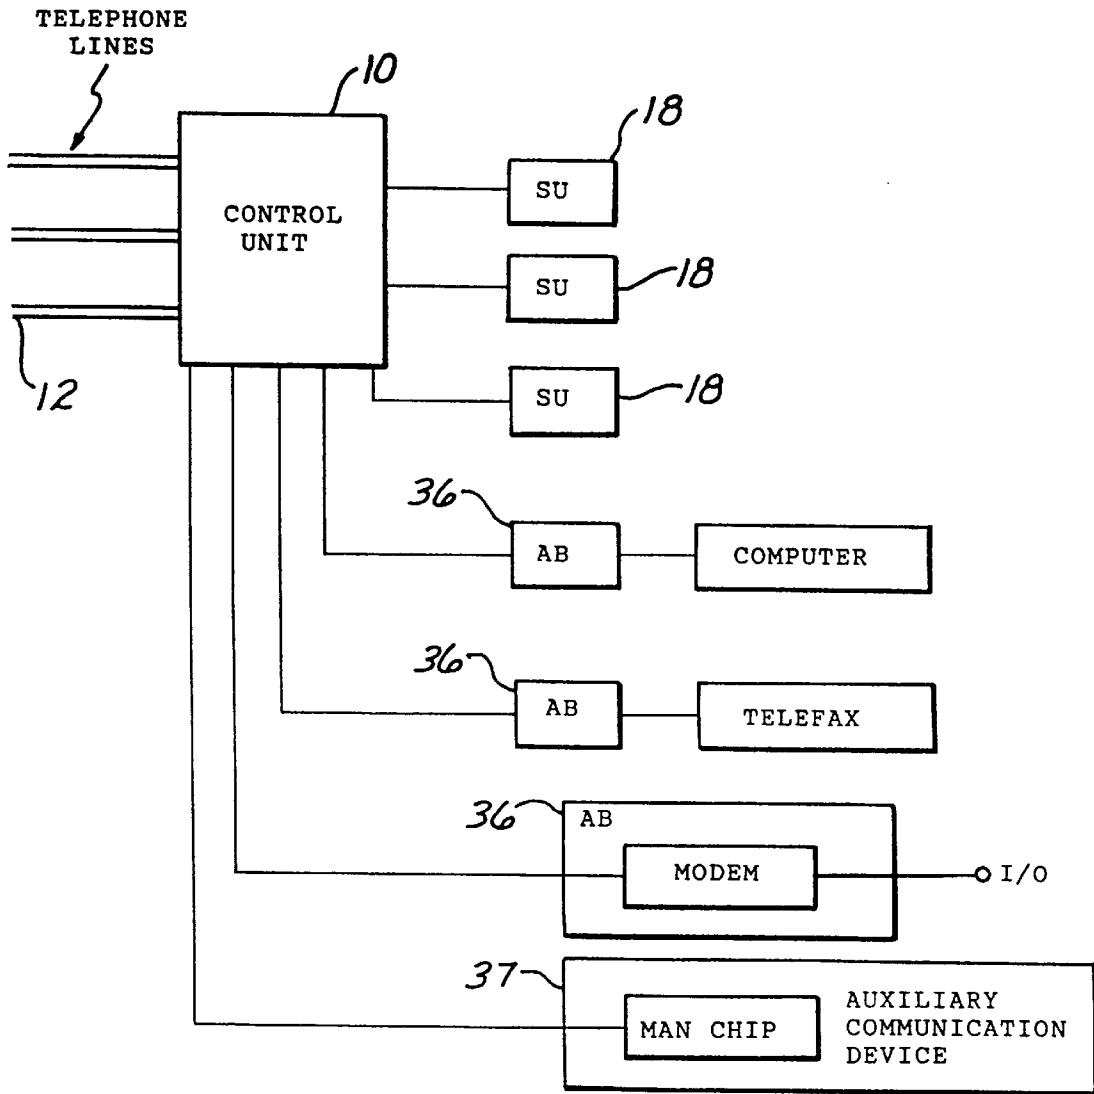 TELEPHONE
LINES
10
18
SU
CONTROL
UNIT
18
SU
12
18
SU
36
AB
COMPUTER
36
AB
TELEFAX
36
AB
MODEM
I/O
37
MAN CHIP
AUXILIARY
COMMUNICATION
DEVICE